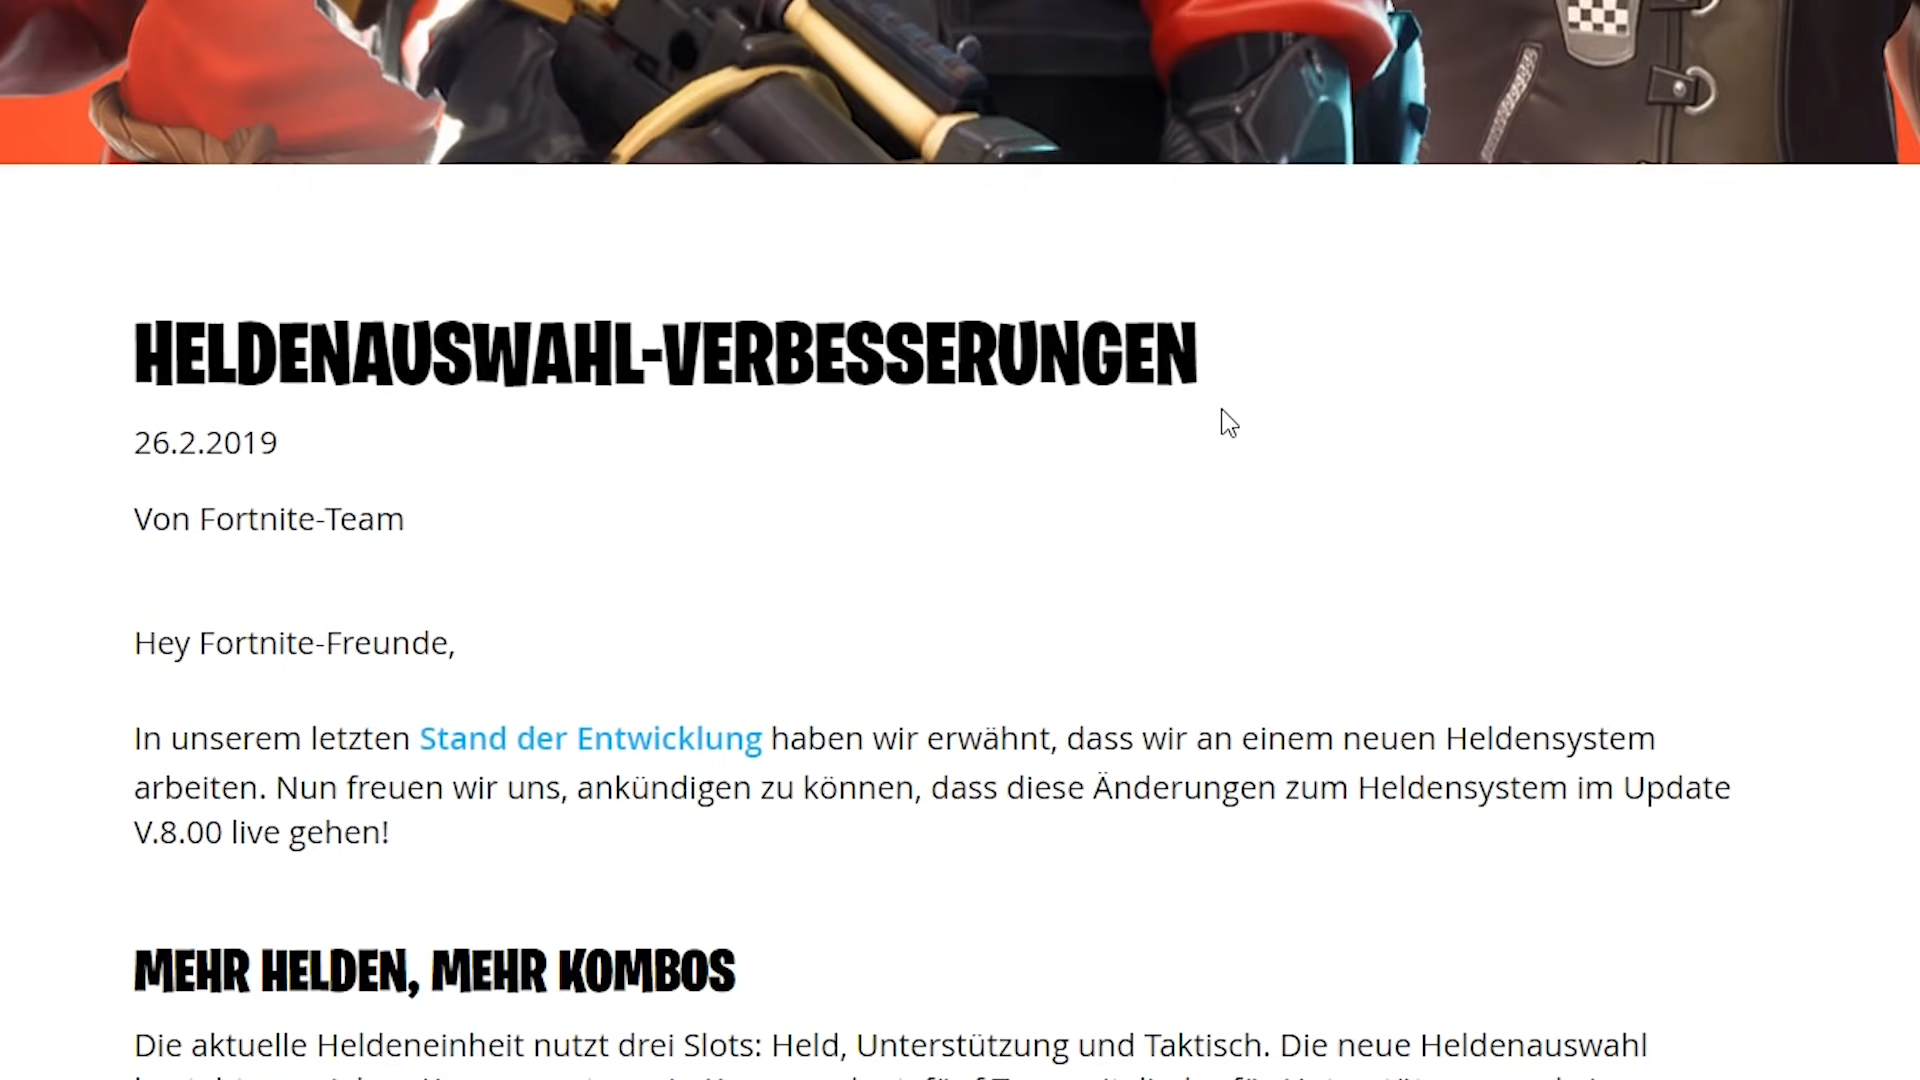 HELDENAUSWAHL-VERBESSERUNGEN
26.2.2019
Von Fortnite-Team
Hey Fortnite-Freunde,
In unserem letzten Stand der Entwicklung haben wir erwähnt, dass wir an einem neuen Heldensystem
arbeiten. Nun freuen wir uns, ankündigen zu können, dass diese Änderungen zum Heldensystem im Update
V.8.00 live gehen!
MEHR HELDEN, MEHR KOMBOS
Die aktuelle Heldeneinheit nutzt drei Slots: Held, Unterstützung und Taktisch. Die neue Heldenauswahl